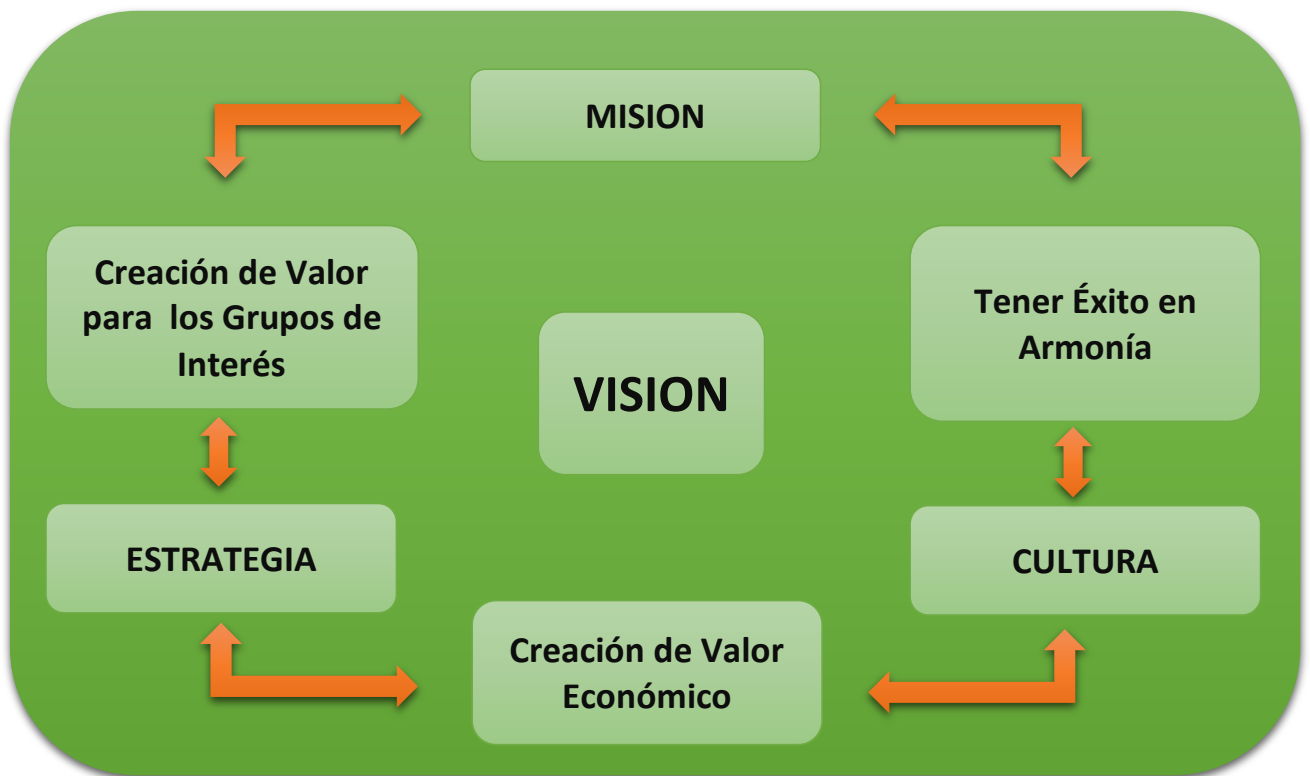 MISION
Creación de Valor
para los Grupos de
Interés
Tener Éxito en
Armonía
VISION
ESTRATEGIA
CULTURA
Creación de Valor
Económico